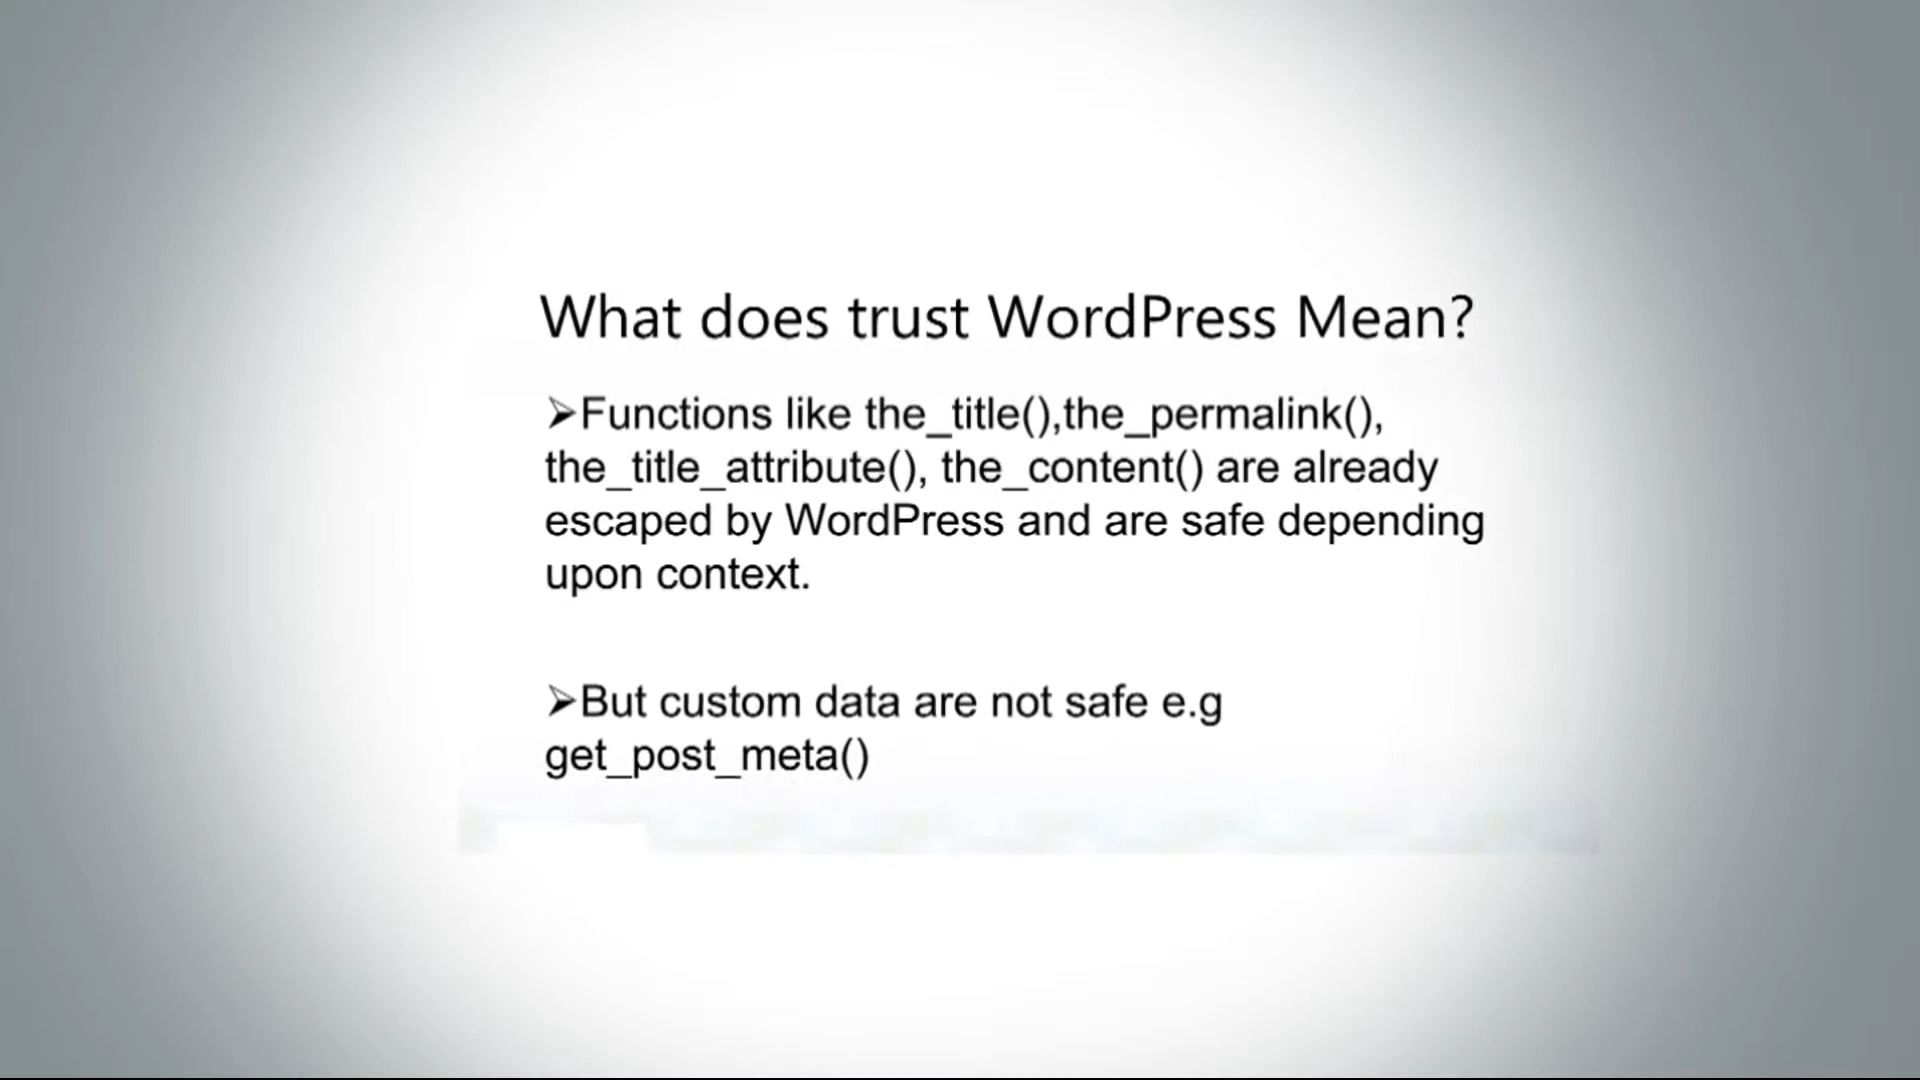 What does trust WordPress Mean?
➢Functions like the_title(),the_permalink(),
the_title_attribute(), the_content() are already
escaped by WordPress and are safe depending
upon context.
➢But custom data are not safe e.g
get_post_meta()